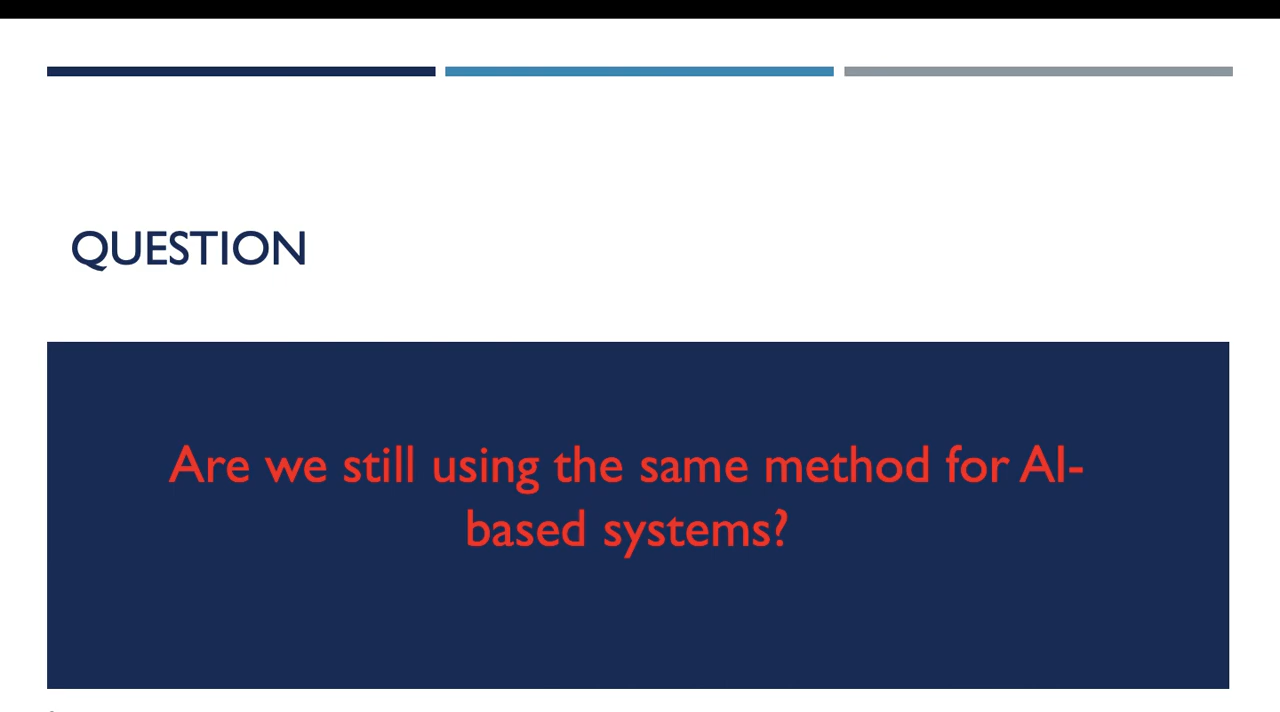 QUESTION
Are we still using the same method for AI-
based systems?